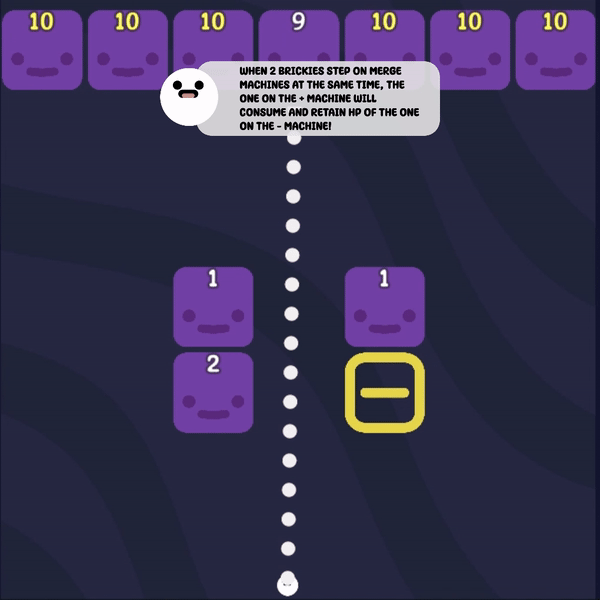 10 10 10 9 10 10 10
WHEN 2 BRICKIES STEP ON MERGE
MACHINES AT THE SAME TIME, THE
ONE ON THE + MACHINE WILL
CONSUME AND RETAIN HP OF THE ONE
ON THE - MACHINE!
1 1
2